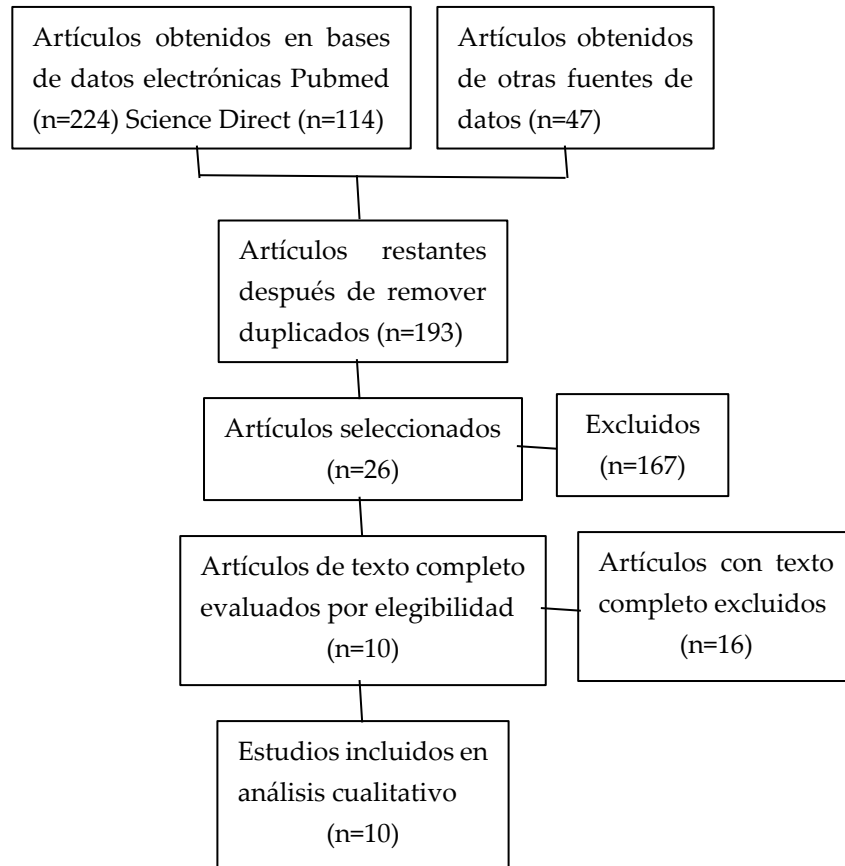 Artículos obtenidos en bases
de datos electrónicas Pubmed
(n=224) Science Direct (n=114)
Artículos obtenidos
de otras fuentes de
datos (n=47)
Artículos restantes
después de remover
duplicados (n=193)
Artículos seleccionados
(n=26)
Excluidos
(n=167)
Artículos de texto completo
evaluados por elegibilidad
(n=10)
Artículos con texto
completo excluidos
(n=16)
Estudios incluidos en
análisis cualitativo
(n=10)